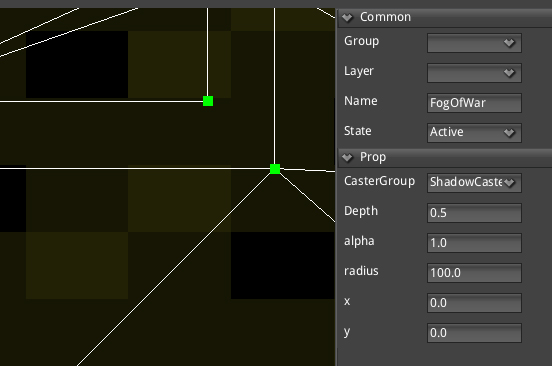 Common
Group
Layer
Name FogOfWar
State Active
Prop
CasterGroup ShadowCaste
Depth 0.5
alpha 1.0
radius 100.0
x 0.0
y 0.0